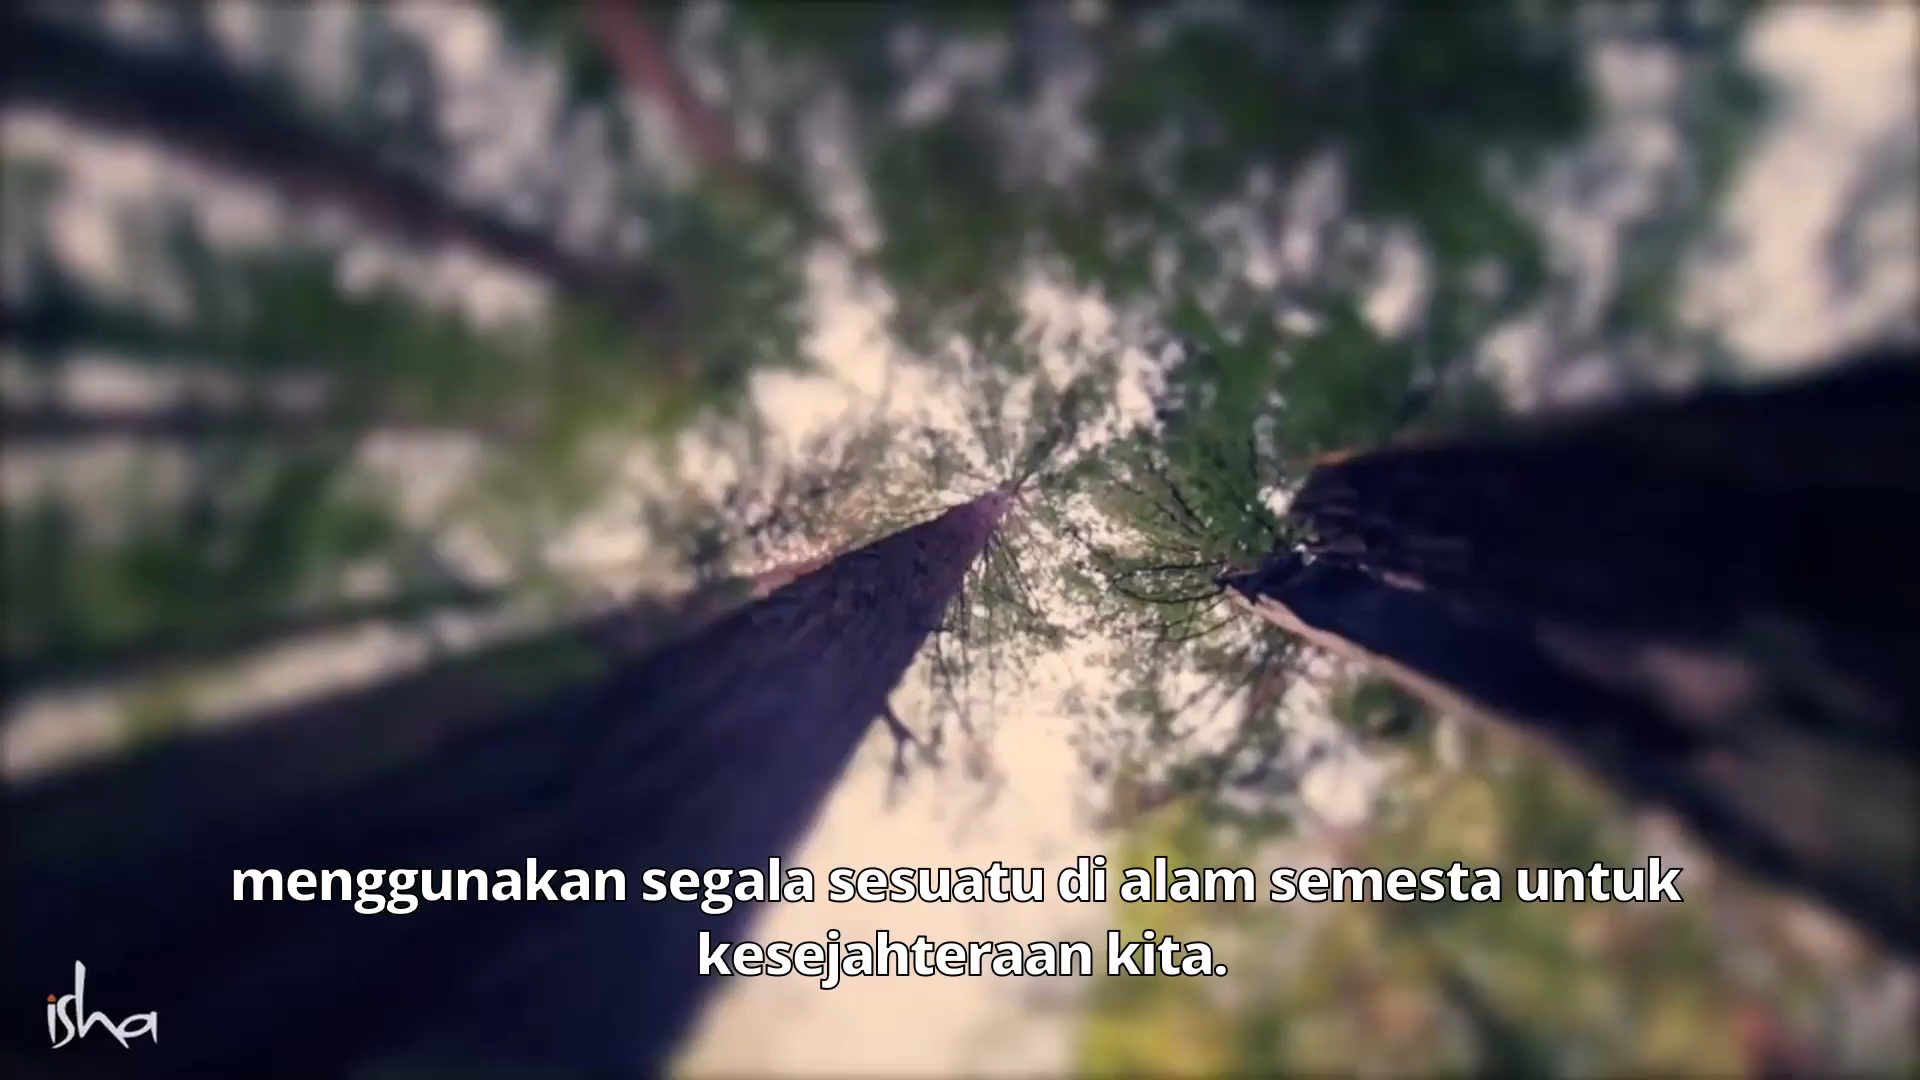 menggunakan segala sesuatu di alam semesta untuk
kesejahteraan kita.
isha